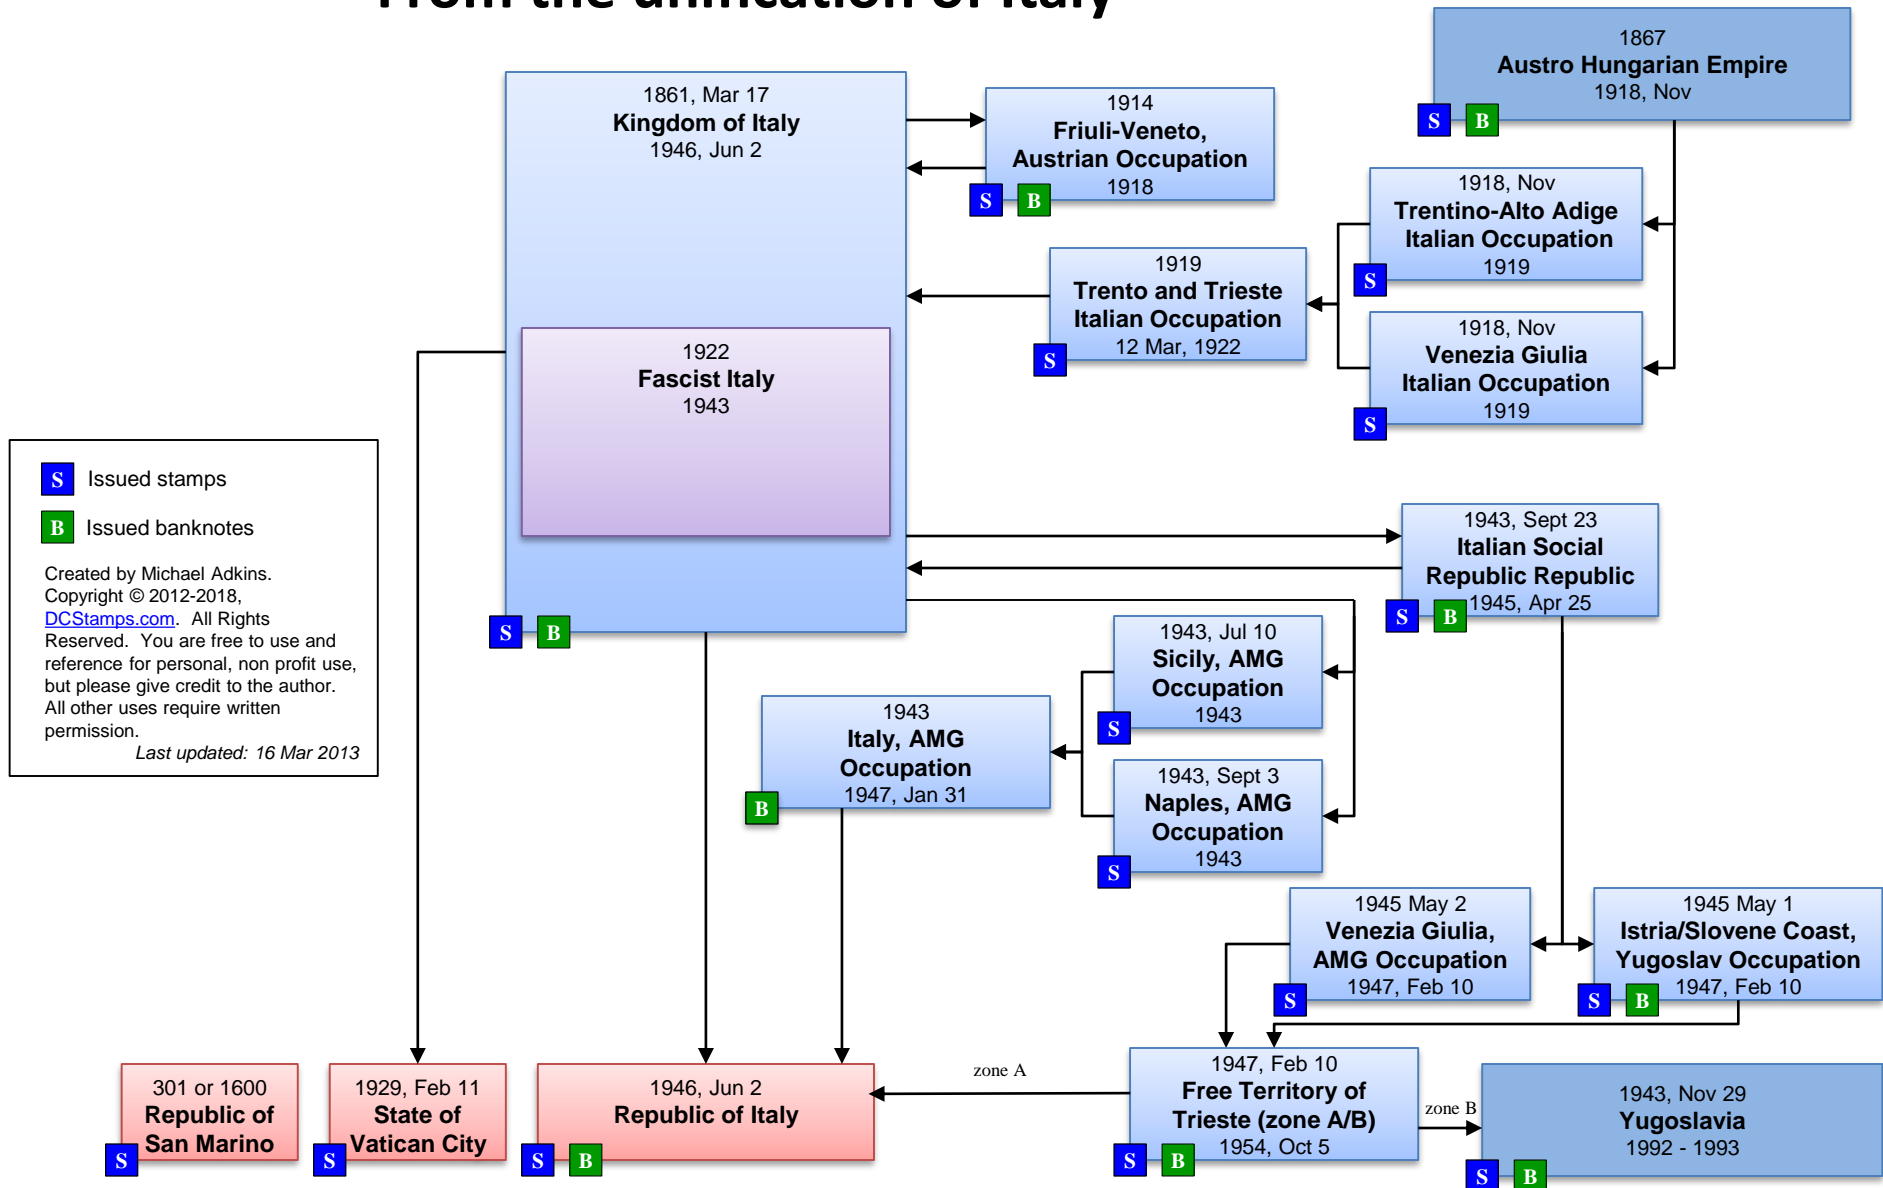 From the unification of Italy
1867
Austro Hungarian Empire
1918, Nov
S
B
1861, Mar 17
Kingdom of Italy
1946, Jun 2
1914
Friuli-Veneto,
Austrian Occupation
1918
S
B
1918, Nov
Trentino-Alto Adige
Italian Occupation
1919
S
1919
Trento and Trieste
Italian Occupation
12 Mar, 1922
S
1918, Nov
Venezia Giulia
Italian Occupation
1919
S
1922
Fascist Italy
1943
S
B
S Issued stamps
B Issued banknotes
Created by Michael Adkins.
Copyright © 2012-2018,
DCStamps.com. All Rights
Reserved. You are free to use and
reference for personal, non profit use,
but please give credit to the author.
All other uses require written
permission.
Last updated: 16 Mar 2013
1943, Sept 23
Italian Social
Republic Republic
1945, Apr 25
S
B
1943, Jul 10
Sicily, AMG
Occupation
1943
S
1943
Italy, AMG
Occupation
1947, Jan 31
B
1943, Sept 3
Naples, AMG
Occupation
1943
S
1945 May 2
Venezia Giulia,
AMG Occupation
1947, Feb 10
S
1945 May 1
Istria/Slovene Coast,
Yugoslav Occupation
1947, Feb 10
S
B
301 or 1600
Republic of
San Marino
S
1929, Feb 11
State of
Vatican City
S
1946, Jun 2
Republic of Italy
S
B
zone A
1947, Feb 10
Free Territory of
Trieste (zone A/B)
1954, Oct 5
S
B
zone B
1943, Nov 29
Yugoslavia
1992 - 1993
S
B